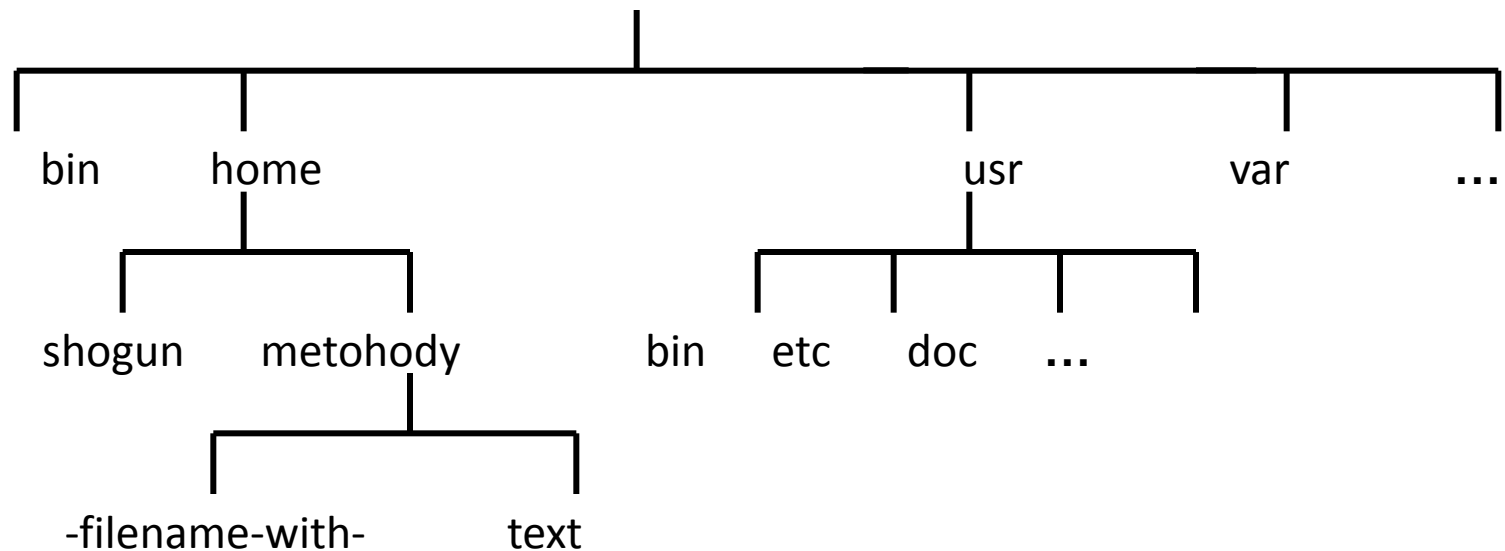 bin home usr var ...
shogun metohody bin etc doc ...
-filename-with- text